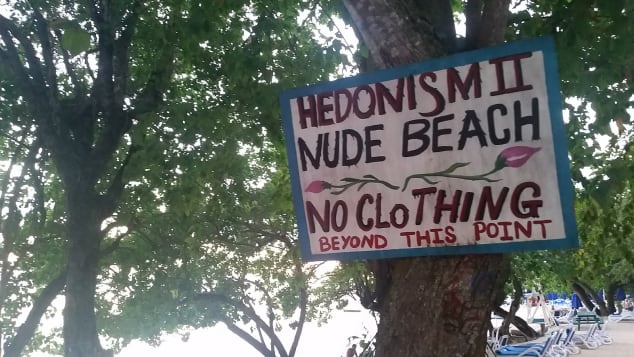 HEDONISM II
NUDE BEACH
NO CLOTHING
BEYOND THIS POINT